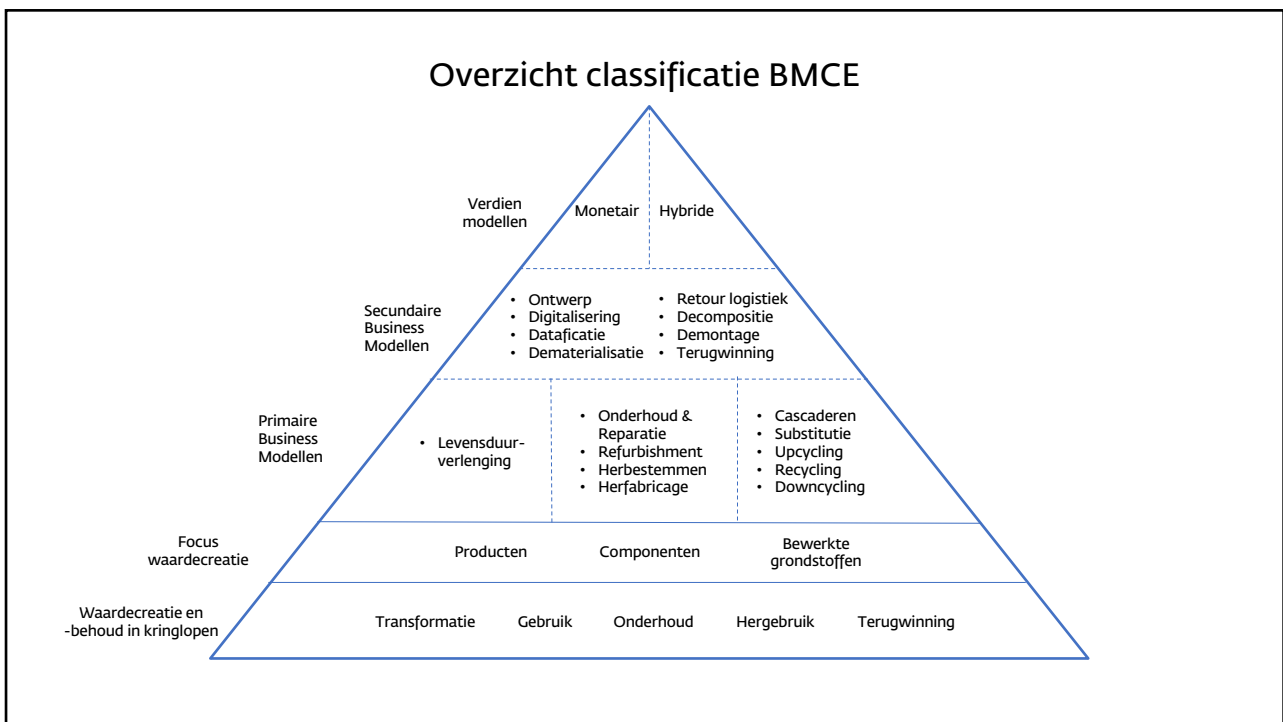 Overzicht classificatie BMCE
Verdien
modellen
Monetair
Hybride
Secundaire
Business
Modellen
• Ontwerp
• Digitalisering
• Dataficatie
• Dematerialisatie
• Retour logistiek
• Decompositie
• Demontage
• Terugwinning
Primaire
Business
Modellen
• Levensduur-
verlenging
• Onderhoud &
Reparatie
• Refurbishment
• Herbestemmen
• Herfabricage
• Cascaderen
• Substitutie
• Upcycling
• Recycling
• Downcycling
Focus
waardecreatie
Producten
Componenten
Bewerkte
grondstoffen
Waardecreatie en
-behoud in kringlopen
Transformatie
Gebruik
Onderhoud
Hergebruik
Terugwinning